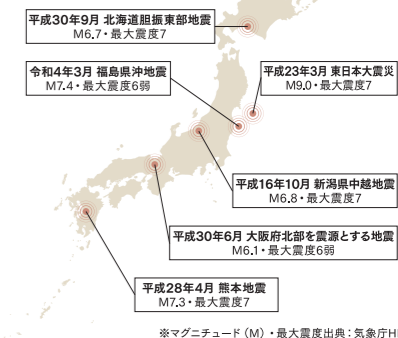 平成30年9月 北海道胆振東部地震
M6.7・最大震度7
令和4年3月 福島県沖地震
M7.4・最大震度6弱
平成23年3月 東日本大震災
M9.0・最大震度7
平成16年10月 新潟県中越地震
M6.8・最大震度7
平成30年6月 大阪府北部を震源とする地震
M6.1・最大震度6弱
平成28年4月 熊本地震
M7.3・最大震度7
※マグニチュード（M）・最大震度出典：気象庁H